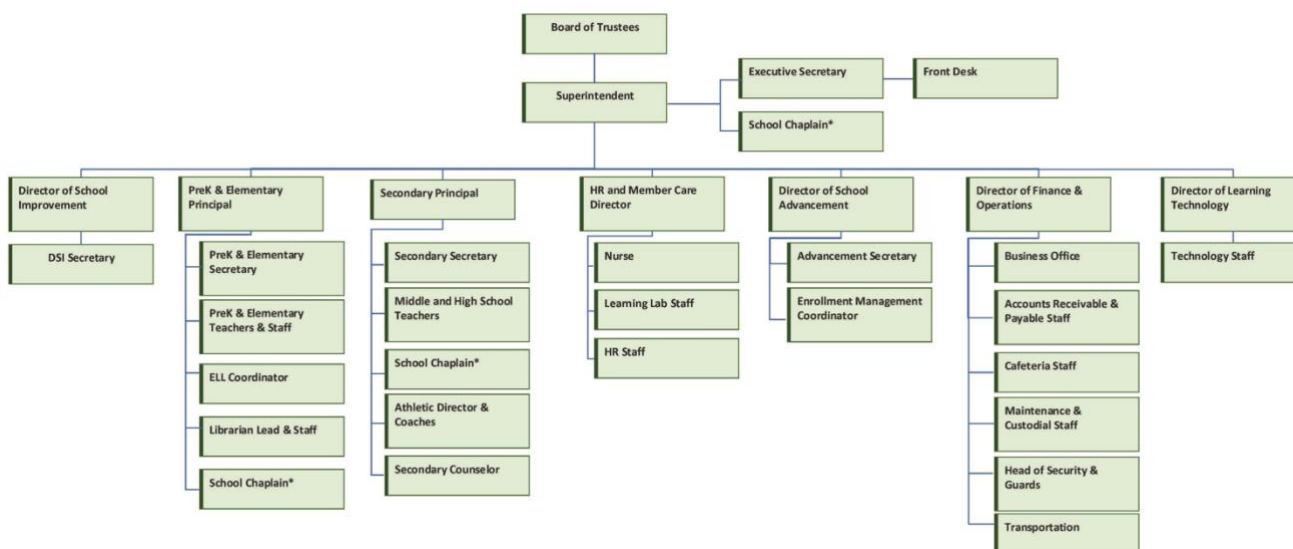 Board of Trustees
Superintendent
Executive Secretary
Front Desk
School Chaplain*
Director of School
Improvement
DSI Secretary
PreK & Elementary
Principal
PreK & Elementary
Secretary
PreK & Elementary
Teachers & Staff
ELL Coordinator
Librarian Lead & Staff
School Chaplain*
Secondary Principal
Secondary Secretary
Middle and High School
Teachers
School Chaplain*
Athletic Director &
Coaches
Secondary Counselor
HR and Member Care
Director
Nurse
Learning Lab Staff
HR Staff
Director of School
Advancement
Advancement Secretary
Enrollment Management
Coordinator
Director of Finance &
Operations
Business Office
Accounts Receivable &
Payable Staff
Cafeteria Staff
Maintenance &
Custodial Staff
Head of Security &
Guards
Transportation
Director of Learning
Technology
Technology Staff